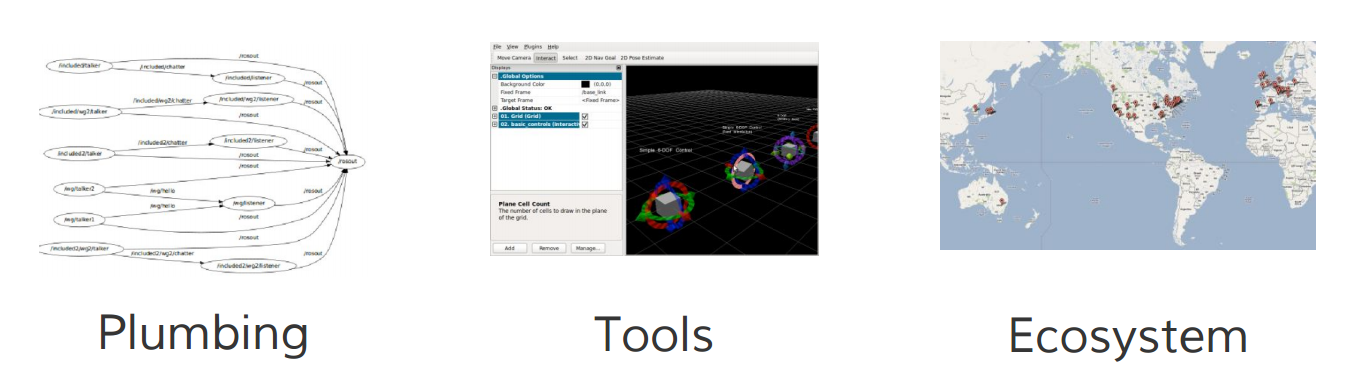 /rosout
/included/talker
/included/chatter
/included/listener
/rosout
/included/wg2/talker
/included/wg2/chatter
/included/wg2/listener
/rosout
/rosout
/included2/talker
/included2/chatter
/included2/listener
/rosout
/rosout
/rosout
/rosout
/wg/talker2
/wg/hello
/wg/listener
/rosout
/wg/talker1
/wg/hello
/rosout
/included2/wg2/talker
/rosout
/included2/wg2/chatter
/included2/wg2/listener
/rosout
Plumbing
File View Plugins Help
Move Camera Interact Select 2D Nav Goal 2D Pose Estimate
Displays
.Global Options
Background Color (0,0,0)
Fixed Frame /base_link
Target Frame <Fixed Frame>
.Global Status: OK
01. Grid (Grid)
02. basic_controls (Interacti
Plane Cell Count
The number of cells to draw in the plane
of the grid.
Add Remove Manage...
Simple 6-DOF Control
Tools
Ecosystem